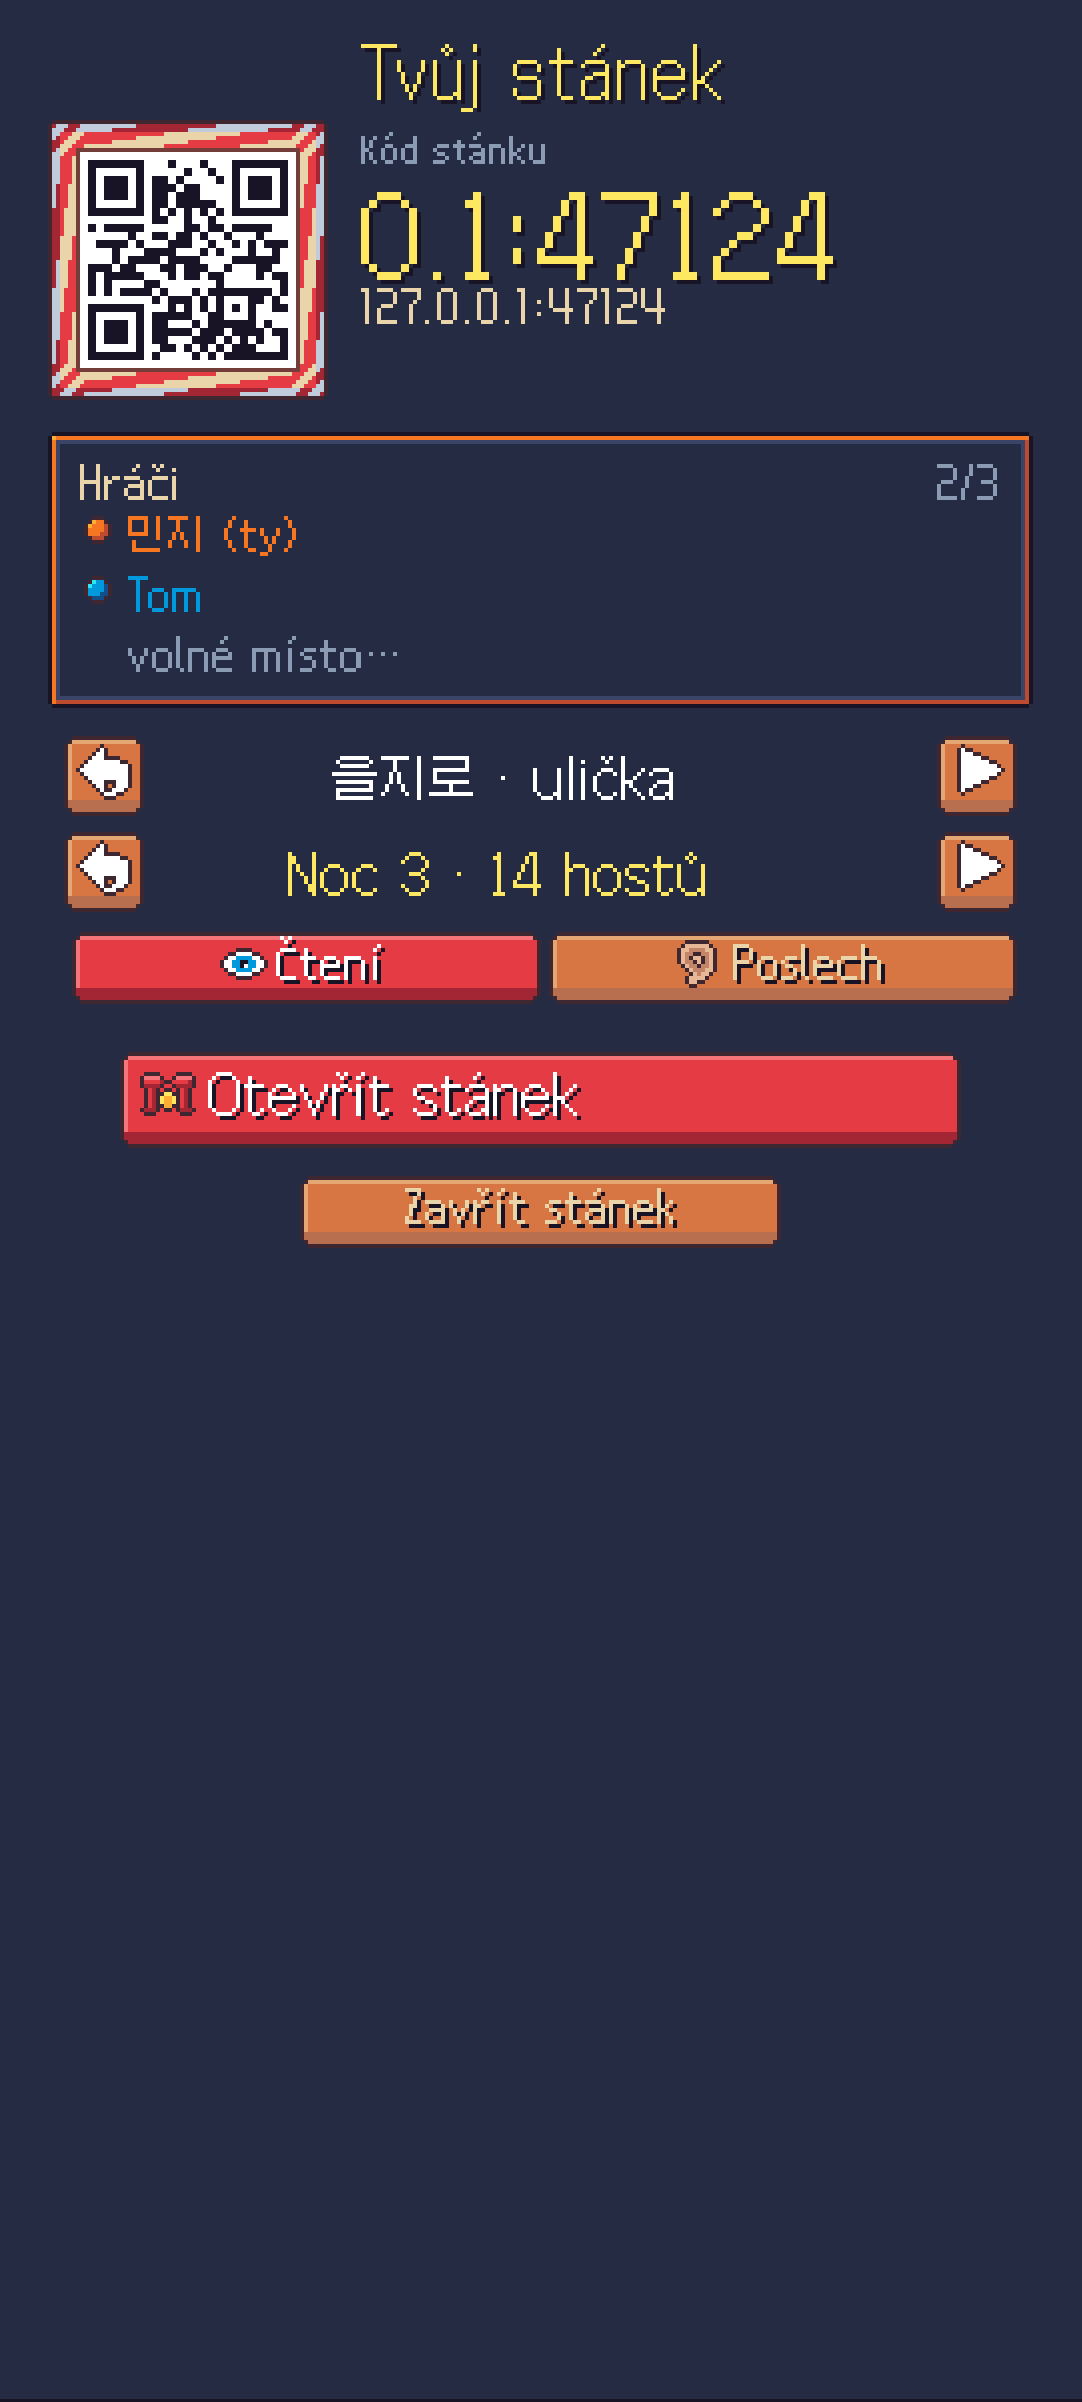 Tvůj stánek
Kód stánku
0.1:47124
127.0.0.1:47124
Hráči 2/3
민지 (ty)
Tom
volné místo⋯
을지로 · ulička
Noc 3 · 14 hostů
Čtení Poslech
Otevřít stánek
Zavřít stánek